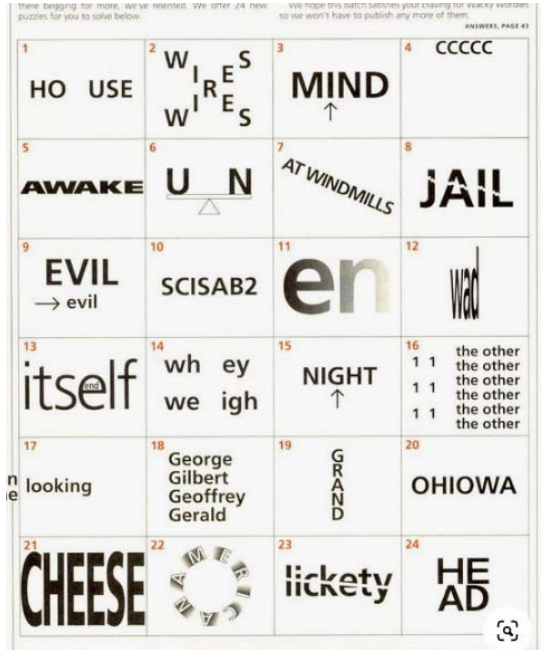 there begging for more, we've relented. We offer 24 new
puzzles for you to solve below.
We hope this batch satisfies your craving for Wacky Wordies
so we won't have to publish any more of them.
ANSWERS, PAGE 43
1
HO USE
2
WIRES
R
WIRES
3
MIND
↑
4
CCCCC
5
AWAKE
6
U N
7
AT WINDMILLS
8
JAIL
9
EVIL
→ evil
10
SCISAB2
11
en
12
wad
13
itself
end
14
wh ey
we igh
15
NIGHT
↑
16
the other
1 1 the other
the other
1 1 the other
the other
1 1 the other
17
looking
18
George
Gilbert
Geoffrey
Gerald
19
G
R
A
N
D
20
OHIOWA
21
CHEESE
22
AMERICAN
23
lickety
24
HE
AD